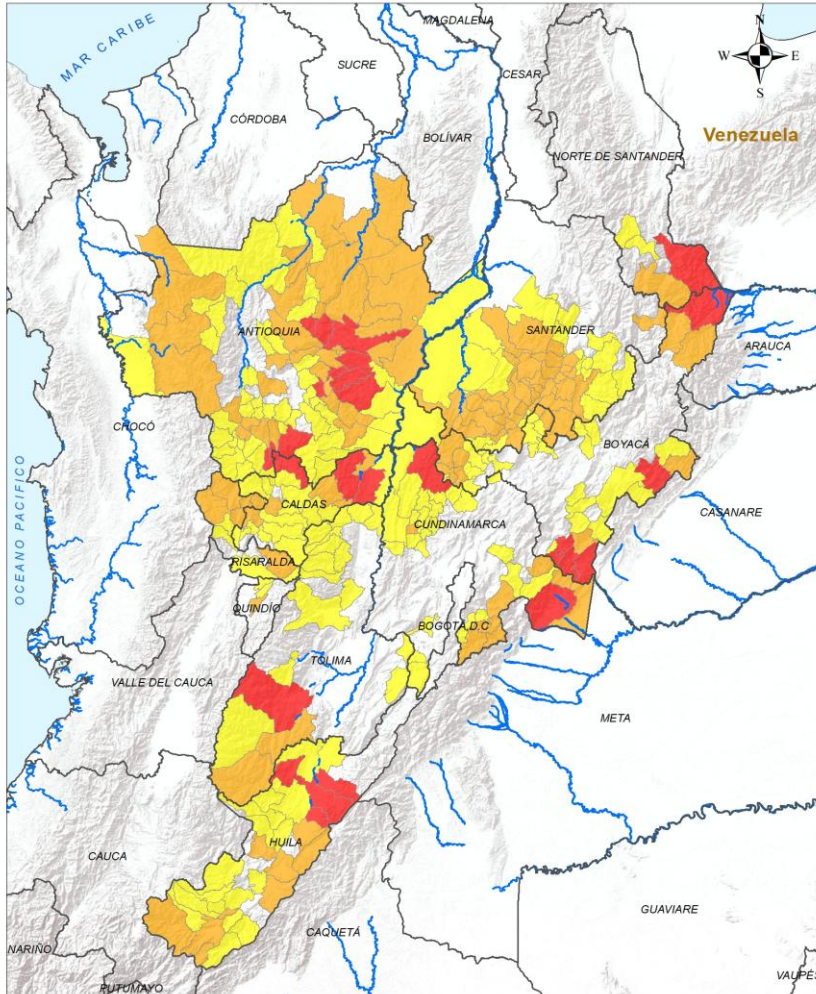 MAGDALENA
MAR CARIBE
SUCRE
CESAR
N
W E
S
CÓRDOBA
BOLÍVAR
Venezuela
NORTE DE SANTANDER
ANTIOQUIA
SANTANDER
ARAUCA
CHOCÓ
BOYACÁ
OCEANO PACIFICO
CALDAS
CUNDINAMARCA
CASANARE
RISARALDA
QUINDÍO
BOGOTÁ D.C
TOLIMA
VALLE DEL CAUCA
META
HUILA
CAUCA
GUAVIARE
CAQUETÁ
NARIÑO
PUTUMAYO
VAUPÉS